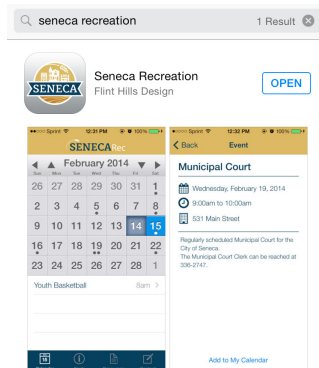 seneca recreation
1 Result
SENECA
Seneca Recreation
Flint Hills Design
OPEN
Sprint 12:31 PM 100%
SENECARec
February 2014
Sun Mon Tue Wed Thu Fri Sat
26 27 28 29 30 31 1
2 3 4 5 6 7 8
9 10 11 12 13 14 15
16 17 18 19 20 21 22
23 24 25 26 27 28 1
Youth Basketball 8am
Sprint 12:32 PM 100%
Back Event
Municipal Court
Wednesday, February 19, 2014
9:00am to 10:00am
531 Main Street
Regularly scheduled Municipal Court for the
City of Seneca.
The Municipal Court Clerk can be reached at
336-2747.
Add to My Calendar